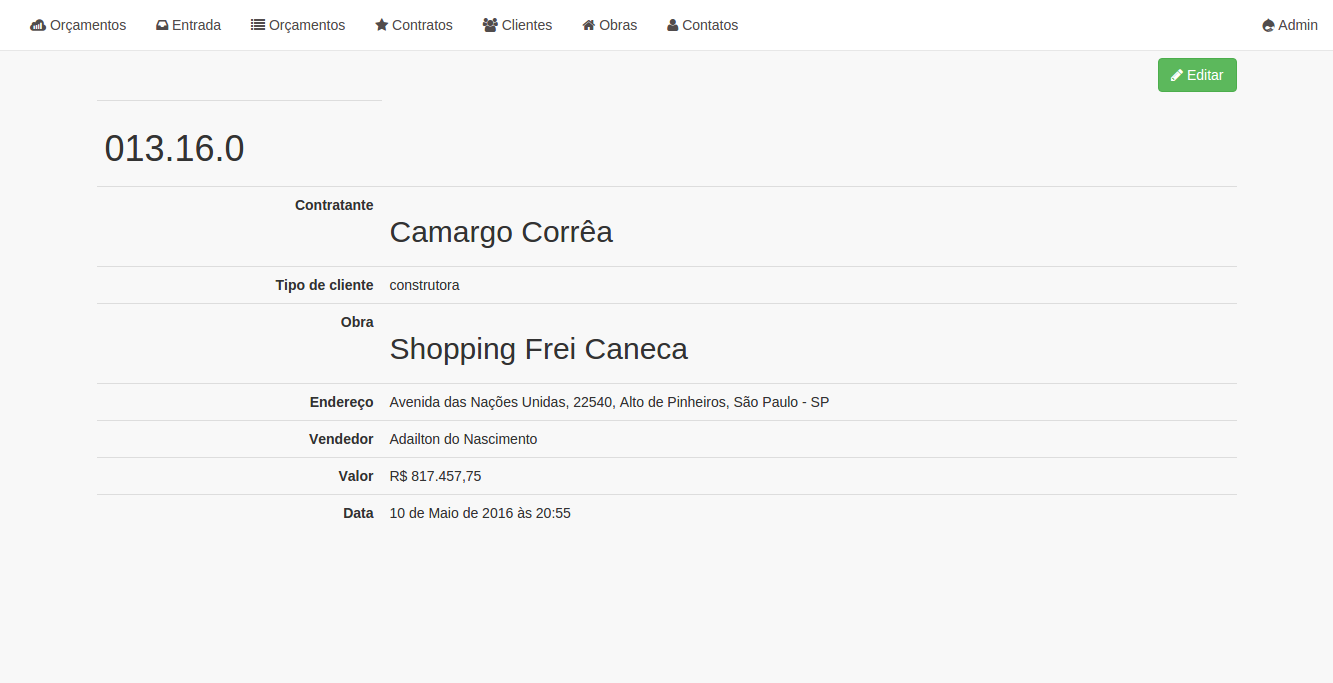 Orçamentos Entrada Orçamentos Contratos Clientes Obras Contatos Admin
Editar
013.16.0
Contratante
Camargo Corrêa
Tipo de cliente construtora
Obra
Shopping Frei Caneca
Endereço Avenida das Nações Unidas, 22540, Alto de Pinheiros, São Paulo - SP
Vendedor Adailton do Nascimento
Valor R$ 817.457,75
Data 10 de Maio de 2016 às 20:55